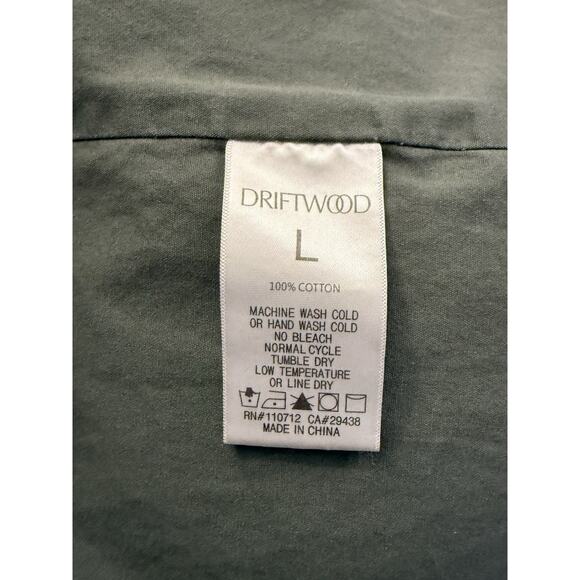 DRIFTWOOD
L
100% COTTON
MACHINE WASH COLD
OR HAND WASH COLD
NO BLEACH
NORMAL CYCLE
TUMBLE DRY
LOW TEMPERATURE
OR LINE DRY
RN#110712 CA#29438
MADE IN CHINA